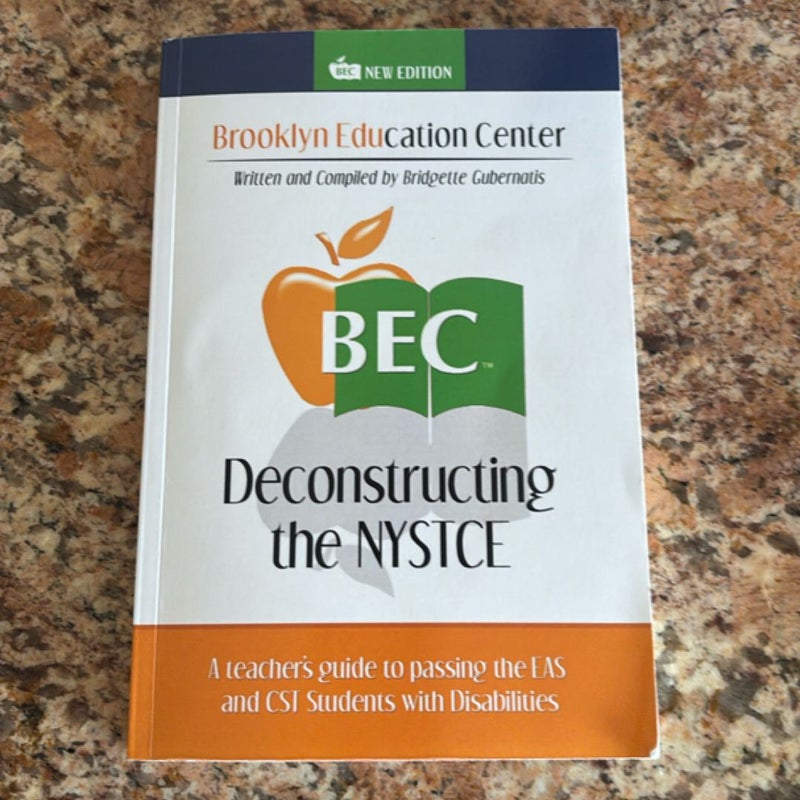 BEC NEW EDITION
Brooklyn Education Center
Written and Compiled by Bridgette Gubernatis
BEC™
Deconstructing
the NYSTCE
A teacher's guide to passing the EAS
and CST Students with Disabilities